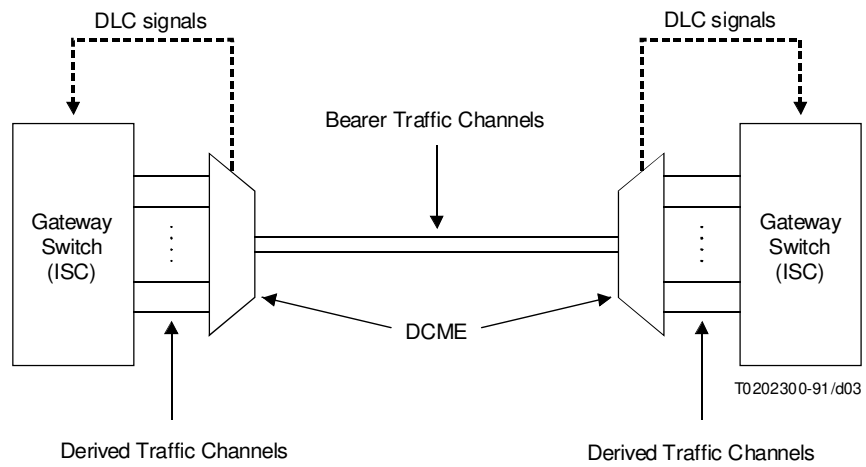 DLC signals
DLC signals
Bearer Traffic Channels
Gateway
Switch
(ISC)
Gateway
Switch
(ISC)
DCME
T0202300-91/d03
Derived Traffic Channels
Derived Traffic Channels